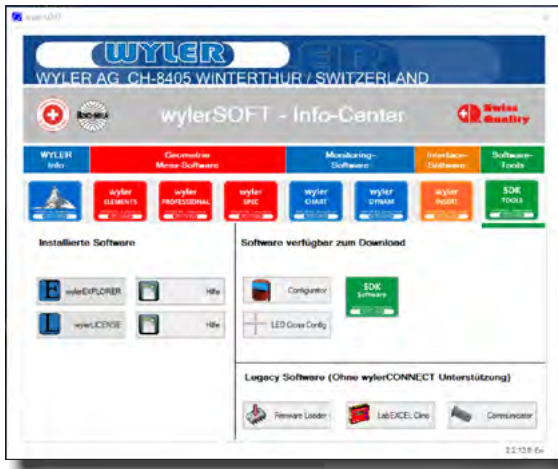 wylerSOFT
WYLER
WYLER AG CH-8405 WINTERTHUR / SWITZERLAND
wylerSOFT - Info-Center
Swiss
Quality
WYLER
Info
Geometrie
Mess-Software
Monitoring-
Software
Interface-
Software
Software-
Tools
wyler
ELEMENTS
wyler
PROFESSIONAL
wyler
SPEC
wyler
CHART
wyler
DYNAM
wyler
INSERT
SDK
TOOLS
Installierte Software
Software verfügbar zum Download
E wylerEXPLORER
Hilfe
L wylerLICENSE
Hilfe
Configurator
SDK
Software
LED Cross Config
Legacy Software (Ohne wylerCONNECT Unterstützung)
Firmware Loader
LabEXCEL Clino
Communicator